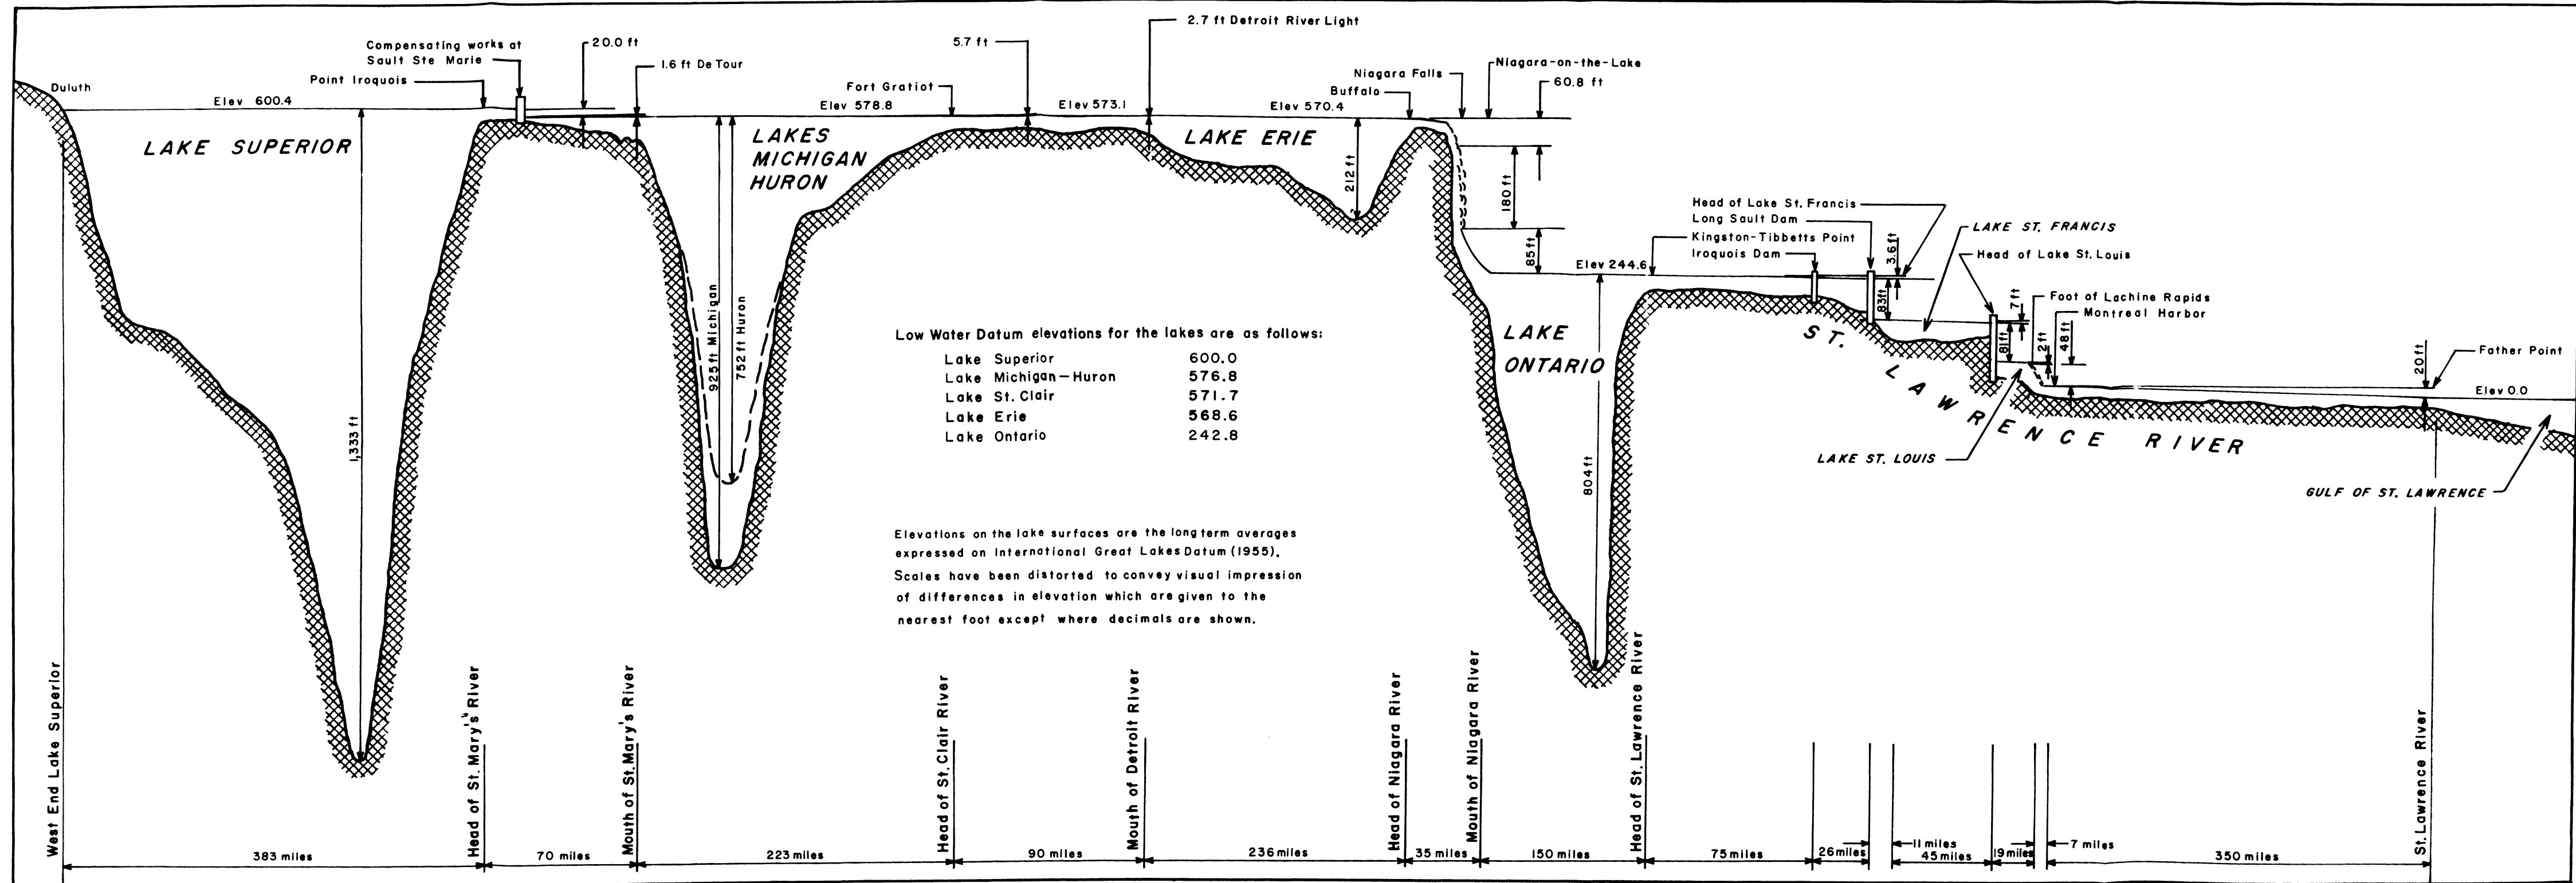 Duluth
Compensating works at
Sault Ste Marie
Point Iroquois
20.0 ft
1.6 ft De Tour
Elev 600.4
LAKE SUPERIOR
1,333 ft
Fort Gratiot
Elev 578.8
LAKES
MICHIGAN
HURON
925 ft Michigan
752 ft Huron
5.7 ft
2.7 ft Detroit River Light
Elev 573.1
Elev 570.4
LAKE ERIE
212 ft
Niagara Falls
Buffalo
Niagara-on-the-Lake
60.8 ft
180 ft
85 ft
Elev 244.6
LAKE
ONTARIO
804 ft
Head of Lake St. Francis
Long Sault Dam
Kingston-Tibbetts Point
Iroquois Dam
3.6 ft
83 ft
LAKE ST. FRANCIS
Head of Lake St. Louis
7 ft
81 ft
2 ft
48 ft
Foot of Lachine Rapids
Montreal Harbor
20 ft
Father Point
Elev 0.0
ST. LAWRENCE RIVER
LAKE ST. LOUIS
GULF OF ST. LAWRENCE
Low Water Datum elevations for the lakes are as follows:
Lake Superior 600.0
Lake Michigan-Huron 576.8
Lake St. Clair 571.7
Lake Erie 568.6
Lake Ontario 242.8
Elevations on the lake surfaces are the long term averages
expressed on International Great Lakes Datum (1955).
Scales have been distorted to convey visual impression
of differences in elevation which are given to the
nearest foot except where decimals are shown.
West End Lake Superior
Head of St. Mary's River
Mouth of St. Mary's River
Head of St. Clair River
Mouth of Detroit River
Head of Niagara River
Mouth of Niagara River
Head of St. Lawrence River
St. Lawrence River
383 miles
70 miles
223 miles
90 miles
236 miles
35 miles
150 miles
75 miles
26 miles
11 miles
45 miles
19 miles
7 miles
350 miles